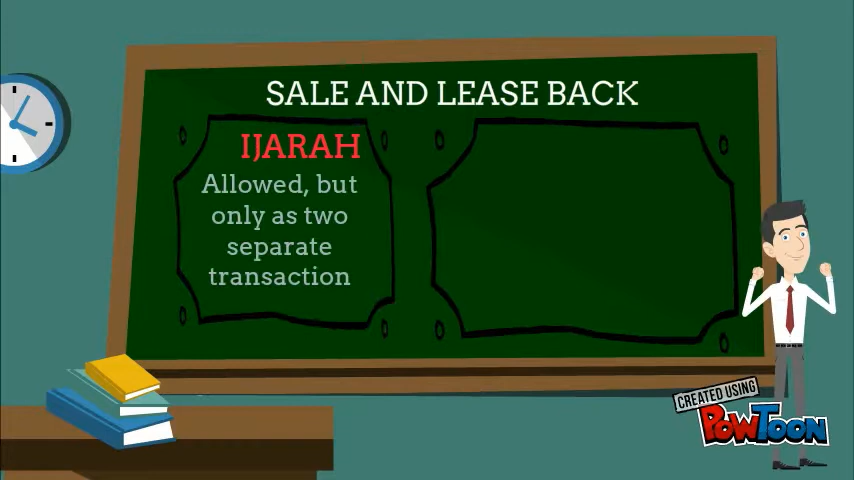 SALE AND LEASE BACK
IJARAH
Allowed, but
only as two
separate
transaction
CREATED USING
POWTOON